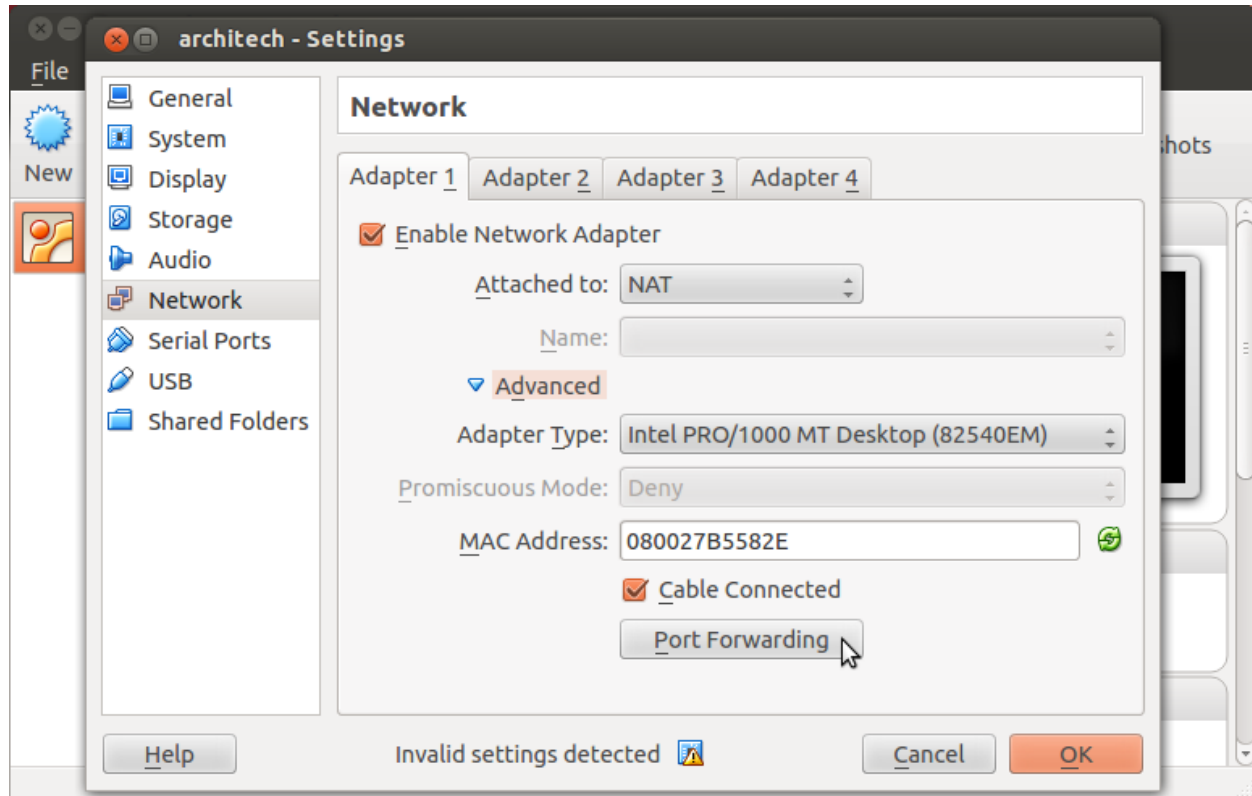 architech - Settings
File
New
shots
General
System
Display
Storage
Audio
Network
Serial Ports
USB
Shared Folders
Network
Adapter 1 Adapter 2 Adapter 3 Adapter 4
Enable Network Adapter
Attached to: NAT
Name:
Advanced
Adapter Type: Intel PRO/1000 MT Desktop (82540EM)
Promiscuous Mode: Deny
MAC Address: 080027B5582E
Cable Connected
Port Forwarding
Help Invalid settings detected Cancel OK